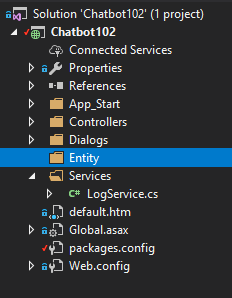 Solution 'Chatbot102' (1 project)
Chatbot102
Connected Services
Properties
References
App_Start
Controllers
Dialogs
Entity
Services
C# LogService.cs
default.htm
Global.asax
packages.config
Web.config